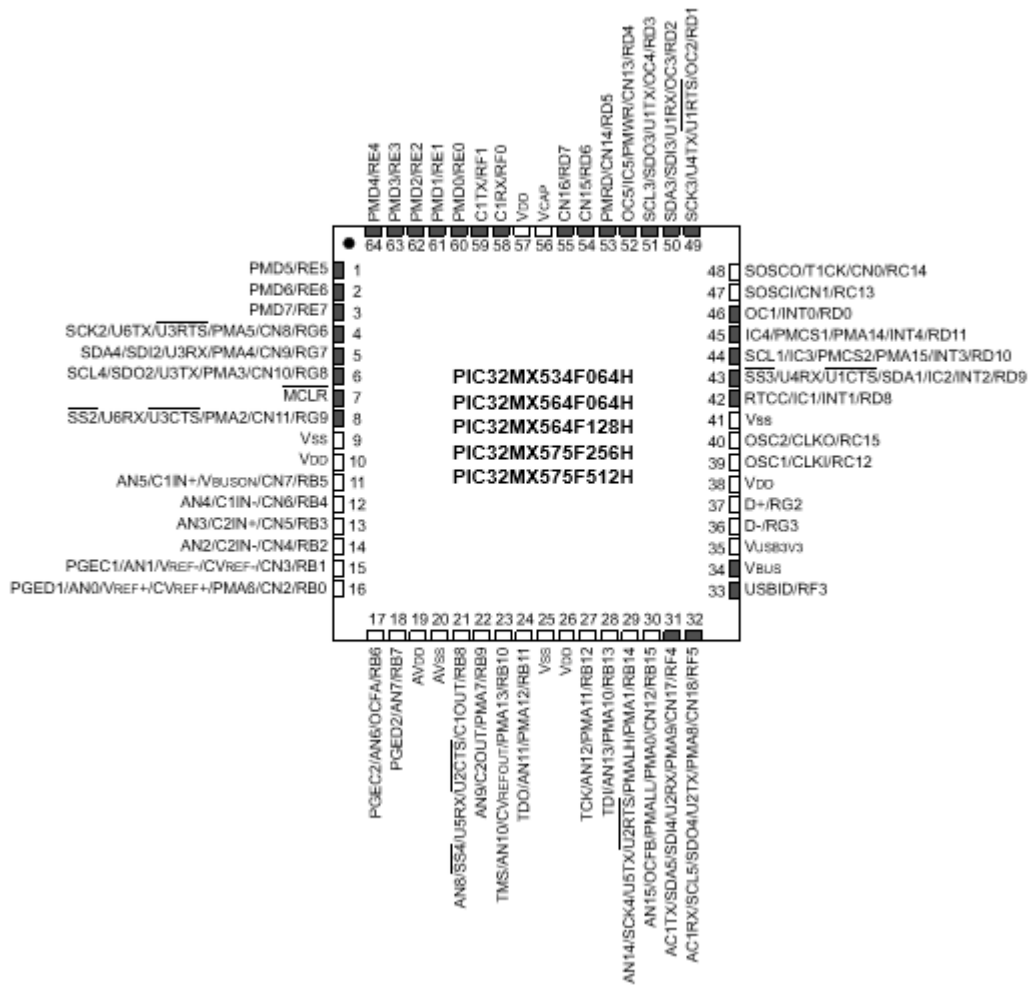 PMD4/RE4
PMD3/RE3
PMD2/RE2
PMD1/RE1
PMD0/RE0
C1TX/RF1
C1RX/RF0
VDD
VCAP
CN16/RD7
CN15/RD6
PMRD/CN14/RD5
OC5/IC5/PMWR/CN13/RD4
SCL3/SDO3/U1TX/OC4/RD3
SDA3/SDI3/U1RX/OC3/RD2
SCK3/U4TX/U1RTS/OC2/RD1
64 63 62 61 60 59 58 57 56 55 54 53 52 51 50 49
PMD5/RE5 1
PMD6/RE6 2
PMD7/RE7 3
SCK2/U6TX/U3RTS/PMA5/CN8/RG6 4
SDA4/SDI2/U3RX/PMA4/CN9/RG7 5
SCL4/SDO2/U3TX/PMA3/CN10/RG8 6
MCLR 7
SS2/U6RX/U3CTS/PMA2/CN11/RG9 8
VSS 9
VDD 10
AN5/C1IN+/VBUSON/CN7/RB5 11
AN4/C1IN-/CN6/RB4 12
AN3/C2IN+/CN5/RB3 13
AN2/C2IN-/CN4/RB2 14
PGEC1/AN1/VREF-/CVREF-/CN3/RB1 15
PGED1/AN0/VREF+/CVREF+/PMA6/CN2/RB0 16
PIC32MX534F064H
PIC32MX564F064H
PIC32MX564F128H
PIC32MX575F256H
PIC32MX575F512H
48 SOSCO/T1CK/CN0/RC14
47 SOSCI/CN1/RC13
46 OC1/INT0/RD0
45 IC4/PMCS1/PMA14/INT4/RD11
44 SCL1/IC3/PMCS2/PMA15/INT3/RD10
43 SS3/U4RX/U1CTS/SDA1/IC2/INT2/RD9
42 RTCC/IC1/INT1/RD8
41 VSS
40 OSC2/CLKO/RC15
39 OSC1/CLKI/RC12
38 VDD
37 D+/RG2
36 D-/RG3
35 VUSB3V3
34 VBUS
33 USBID/RF3
17 18 19 20 21 22 23 24 25 26 27 28 29 30 31 32
PGEC2/AN6/OCFA/RB6
PGED2/AN7/RB7
AVDD
AVSS
AN8/SS4/U5RX/U2CTS/C1OUT/RB8
AN9/C2OUT/PMA7/RB9
TMS/AN10/CVREFOUT/PMA13/RB10
TDO/AN11/PMA12/RB11
VSS
VDD
TCK/AN12/PMA11/RB12
TDI/AN13/PMA10/RB13
AN14/SCK4/U5TX/U2RTS/PMALH/PMA1/RB14
AN15/OCFB/PMALL/PMA0/CN12/RB15
AC1TX/SDA5/SDI4/U2RX/PMA9/CN17/RF4
AC1RX/SCL5/SDO4/U2TX/PMA8/CN18/RF5